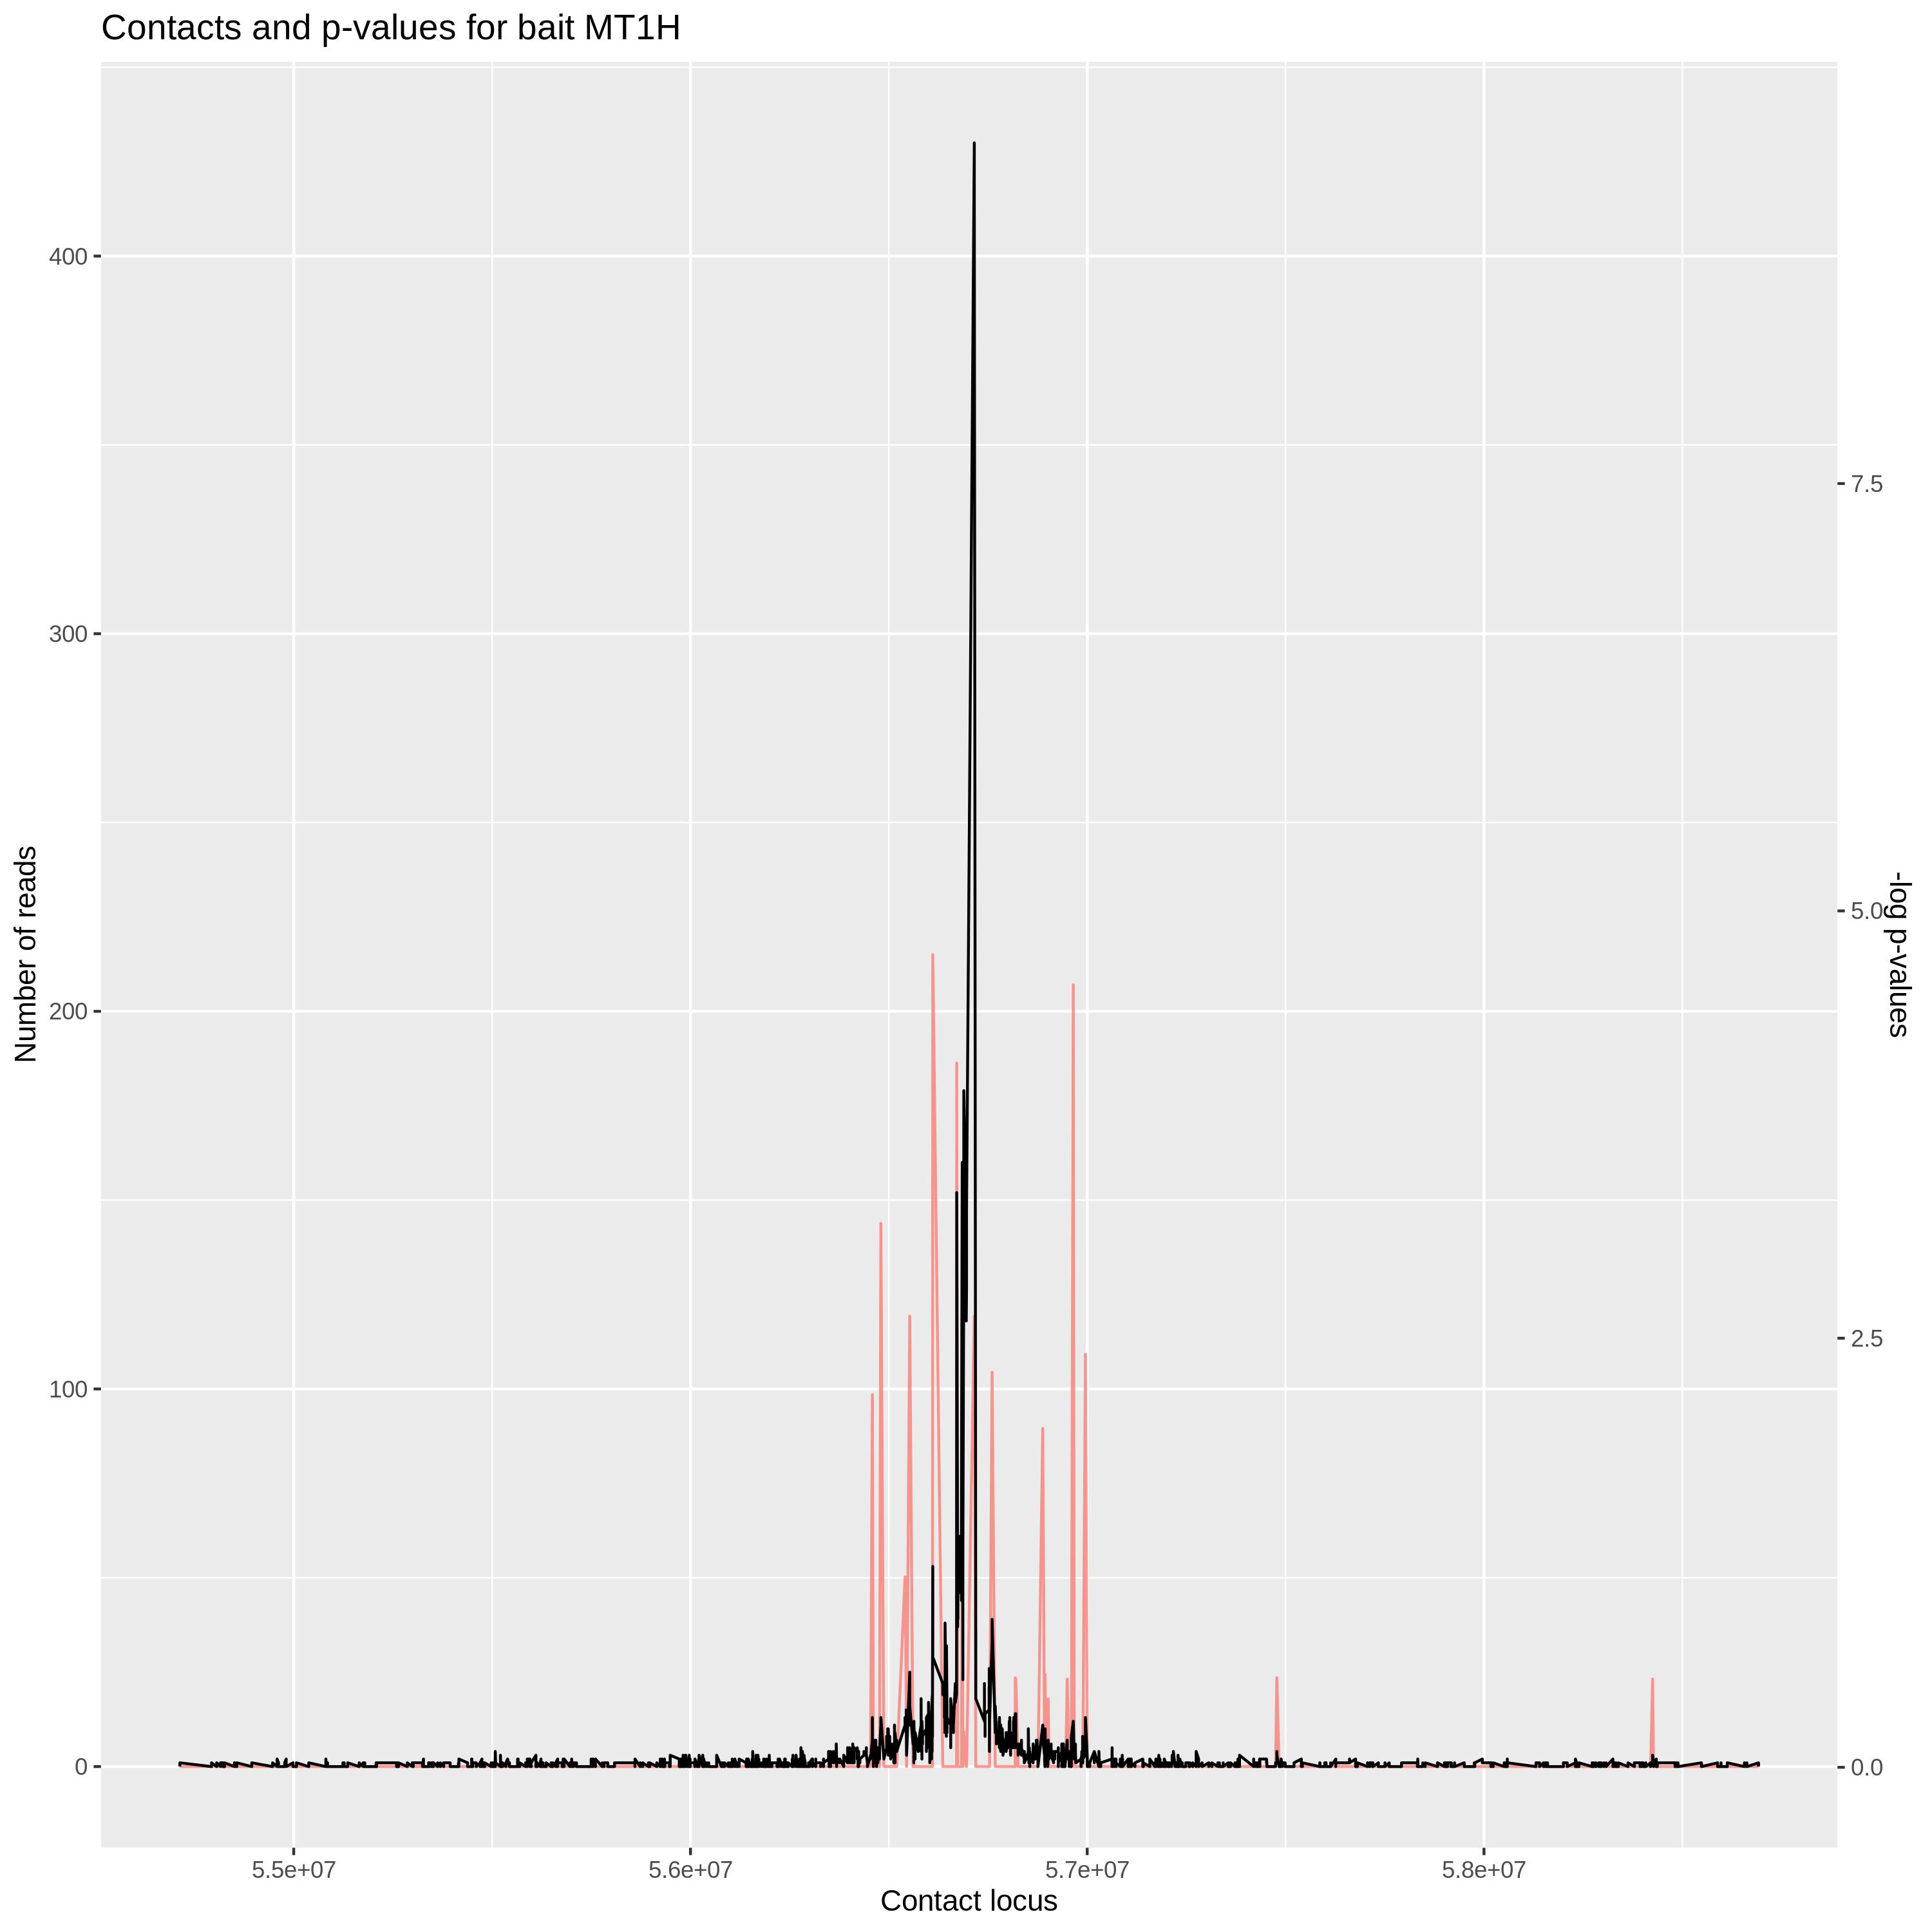 Contacts and p-values for bait MT1H
Number of reads
400
300
200
100
0
7.5
5.0
2.5
0.0
-log p-values
5.5e+07
5.6e+07
5.7e+07
5.8e+07
Contact locus